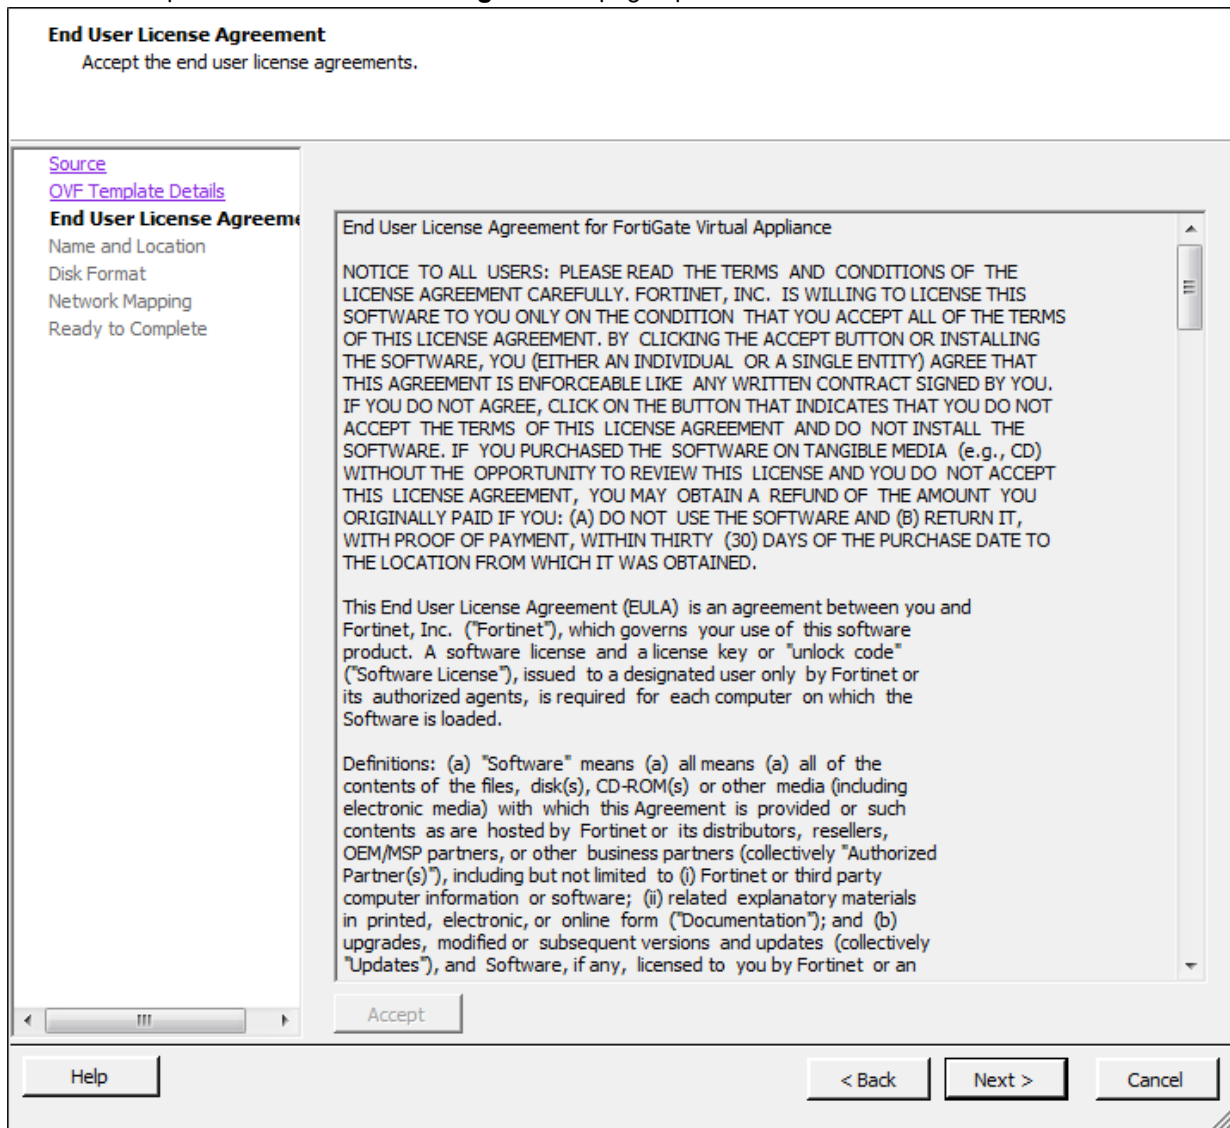 End User License Agreement
Accept the end user license agreements.
Source
OVF Template Details
End User License Agreeme
Name and Location
Disk Format
Network Mapping
Ready to Complete
End User License Agreement for FortiGate Virtual Appliance
NOTICE TO ALL USERS: PLEASE READ THE TERMS AND CONDITIONS OF THE
LICENSE AGREEMENT CAREFULLY. FORTINET, INC. IS WILLING TO LICENSE THIS
SOFTWARE TO YOU ONLY ON THE CONDITION THAT YOU ACCEPT ALL OF THE TERMS
OF THIS LICENSE AGREEMENT. BY CLICKING THE ACCEPT BUTTON OR INSTALLING
THE SOFTWARE, YOU (EITHER AN INDIVIDUAL OR A SINGLE ENTITY) AGREE THAT
THIS AGREEMENT IS ENFORCEABLE LIKE ANY WRITTEN CONTRACT SIGNED BY YOU.
IF YOU DO NOT AGREE, CLICK ON THE BUTTON THAT INDICATES THAT YOU DO NOT
ACCEPT THE TERMS OF THIS LICENSE AGREEMENT AND DO NOT INSTALL THE
SOFTWARE. IF YOU PURCHASED THE SOFTWARE ON TANGIBLE MEDIA (e.g., CD)
WITHOUT THE OPPORTUNITY TO REVIEW THIS LICENSE AND YOU DO NOT ACCEPT
THIS LICENSE AGREEMENT, YOU MAY OBTAIN A REFUND OF THE AMOUNT YOU
ORIGINALLY PAID IF YOU: (A) DO NOT USE THE SOFTWARE AND (B) RETURN IT,
WITH PROOF OF PAYMENT, WITHIN THIRTY (30) DAYS OF THE PURCHASE DATE TO
THE LOCATION FROM WHICH IT WAS OBTAINED.
This End User License Agreement (EULA) is an agreement between you and
Fortinet, Inc. ("Fortinet"), which governs your use of this software
product. A software license and a license key or "unlock code"
("Software License"), issued to a designated user only by Fortinet or
its authorized agents, is required for each computer on which the
Software is loaded.
Definitions: (a) "Software" means (a) all means (a) all of the
contents of the files, disk(s), CD-ROM(s) or other media (including
electronic media) with which this Agreement is provided or such
contents as are hosted by Fortinet or its distributors, resellers,
OEM/MSP partners, or other business partners (collectively "Authorized
Partner(s)"), including but not limited to (i) Fortinet or third party
computer information or software; (ii) related explanatory materials
in printed, electronic, or online form ("Documentation"); and (b)
upgrades, modified or subsequent versions and updates (collectively
"Updates"), and Software, if any, licensed to you by Fortinet or an
Accept
Help
< Back
Next >
Cancel